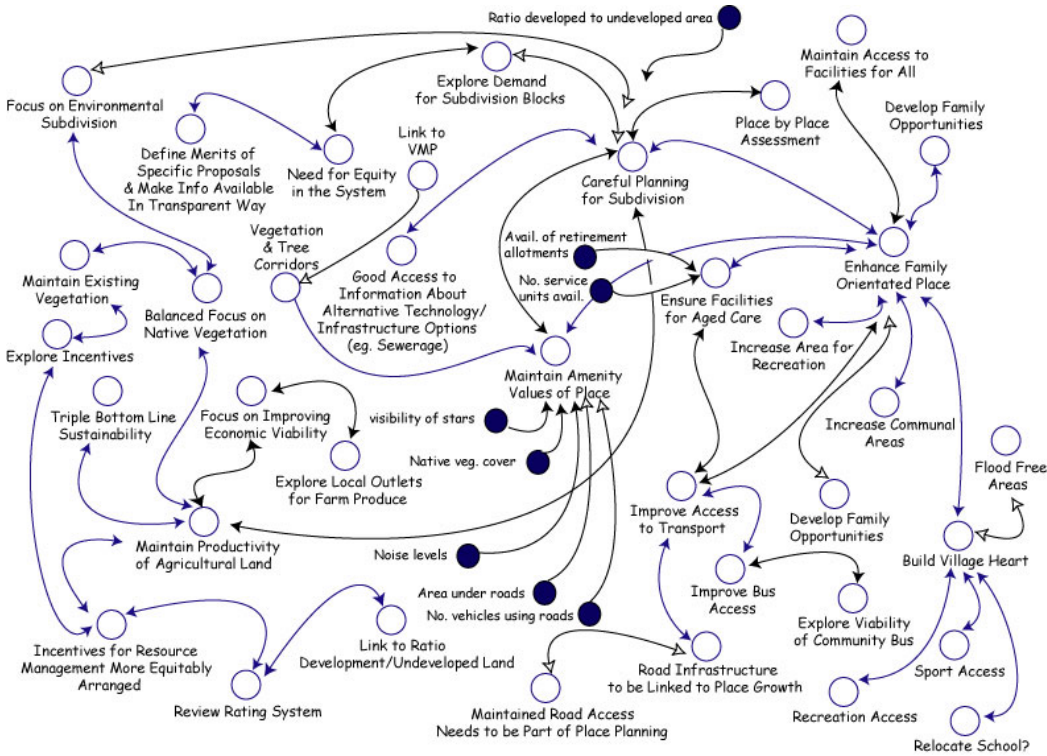 Ratio developed to undeveloped area
Maintain Access to
Facilities for All
Explore Demand
for Subdivision Blocks
Focus on Environmental
Subdivision
Place by Place
Assessment
Develop Family
Opportunities
Link to
VMP
Define Merits of
Specific Proposals
& Make Info Available
In Transparent Way
Need for Equity
in the System
Careful Planning
for Subdivision
Vegetation
& Tree
Corridors
Avail. of retirement
allotments
Maintain Existing
Vegetation
Good Access to
Information About
Alternative Technology/
Infrastructure Options
(eg. Sewerage)
No. service
units avail.
Enhance Family
Orientated Place
Ensure Facilities
for Aged Care
Balanced Focus on
Native Vegetation
Explore Incentives
Increase Area for
Recreation
Maintain Amenity
Values of Place
Triple Bottom Line
Sustainability
Focus on Improving
Economic Viability
visibility of stars
Increase Communal
Areas
Native veg. cover
Explore Local Outlets
for Farm Produce
Flood Free
Areas
Improve Access
to Transport
Develop Family
Opportunities
Maintain Productivity
of Agricultural Land
Noise levels
Build Village Heart
Improve Bus
Access
Area under roads
No. vehicles using roads
Explore Viability
of Community Bus
Incentives for Resource
Management More Equitably
Arranged
Link to Ratio
Development/Undeveloped Land
Road Infrastructure
to be Linked to Place Growth
Sport Access
Review Rating System
Maintained Road Access
Needs to be Part of Place Planning
Recreation Access
Relocate School?